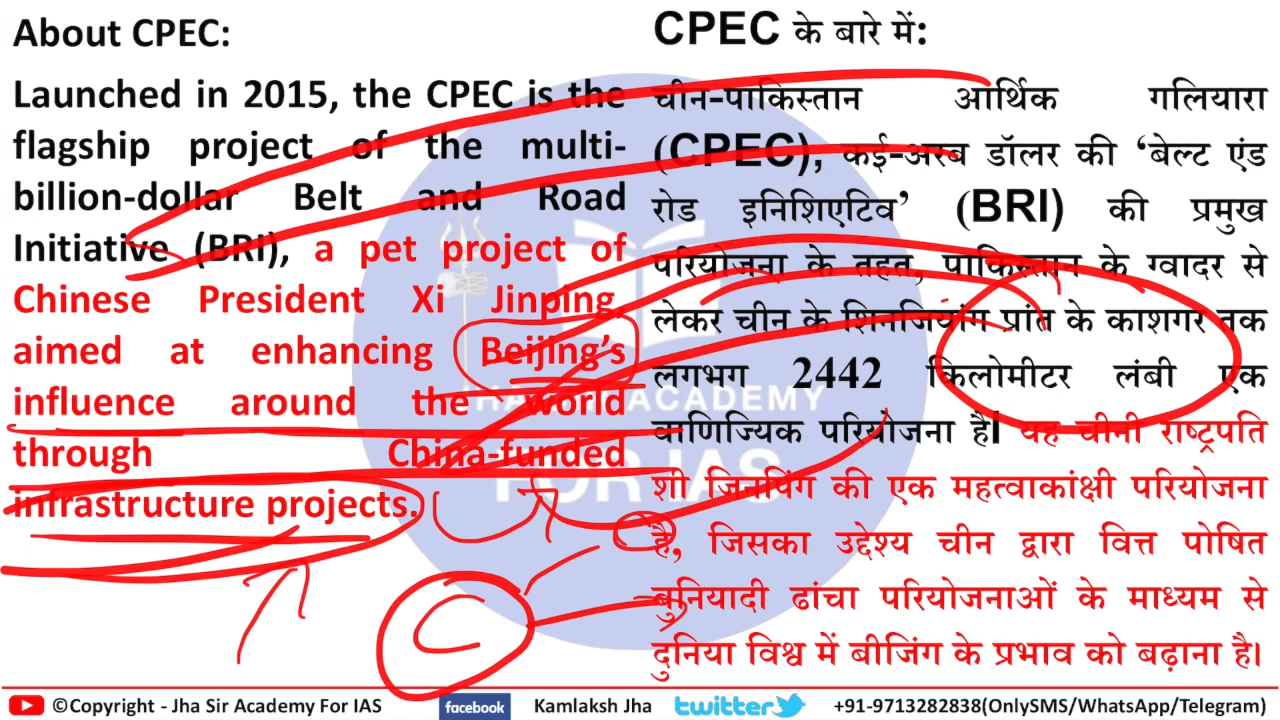 About CPEC:
Launched in 2015, the CPEC is the
flagship project of the multi-
billion-dollar Belt and Road
Initiative (BRI), a pet project of
Chinese President Xi Jinping,
aimed at enhancing Beijing's
influence around the world
through China-funded
infrastructure projects.
CPEC के बारे में:
चीन-पाकिस्तान आर्थिक गलियारा
(CPEC), कई-अरब डॉलर की ‘बेल्ट एंड
रोड इनिशिएटिव’ (BRI) की प्रमुख
परियोजना के तहत, पाकिस्तान के ग्वादर से
लेकर चीन के शिनजियांग प्रांत के काशगर तक
लगभग 2442 किलोमीटर लंबी एक
वाणिज्यिक परियोजना है। यह चीनी राष्ट्रपति
शी जिनपिंग की एक महत्वाकांक्षी परियोजना
है, जिसका उद्देश्य चीन द्वारा वित्त पोषित
बुनियादी ढांचा परियोजनाओं के माध्यम से
दुनिया विश्व में बीजिंग के प्रभाव को बढ़ाना है।
JHA SIR ACADEMY
FOR IAS
C
©Copyright - Jha Sir Academy For IAS facebook Kamlaksh Jha twitter +91-9713282838(OnlySMS/WhatsApp/Telegram)